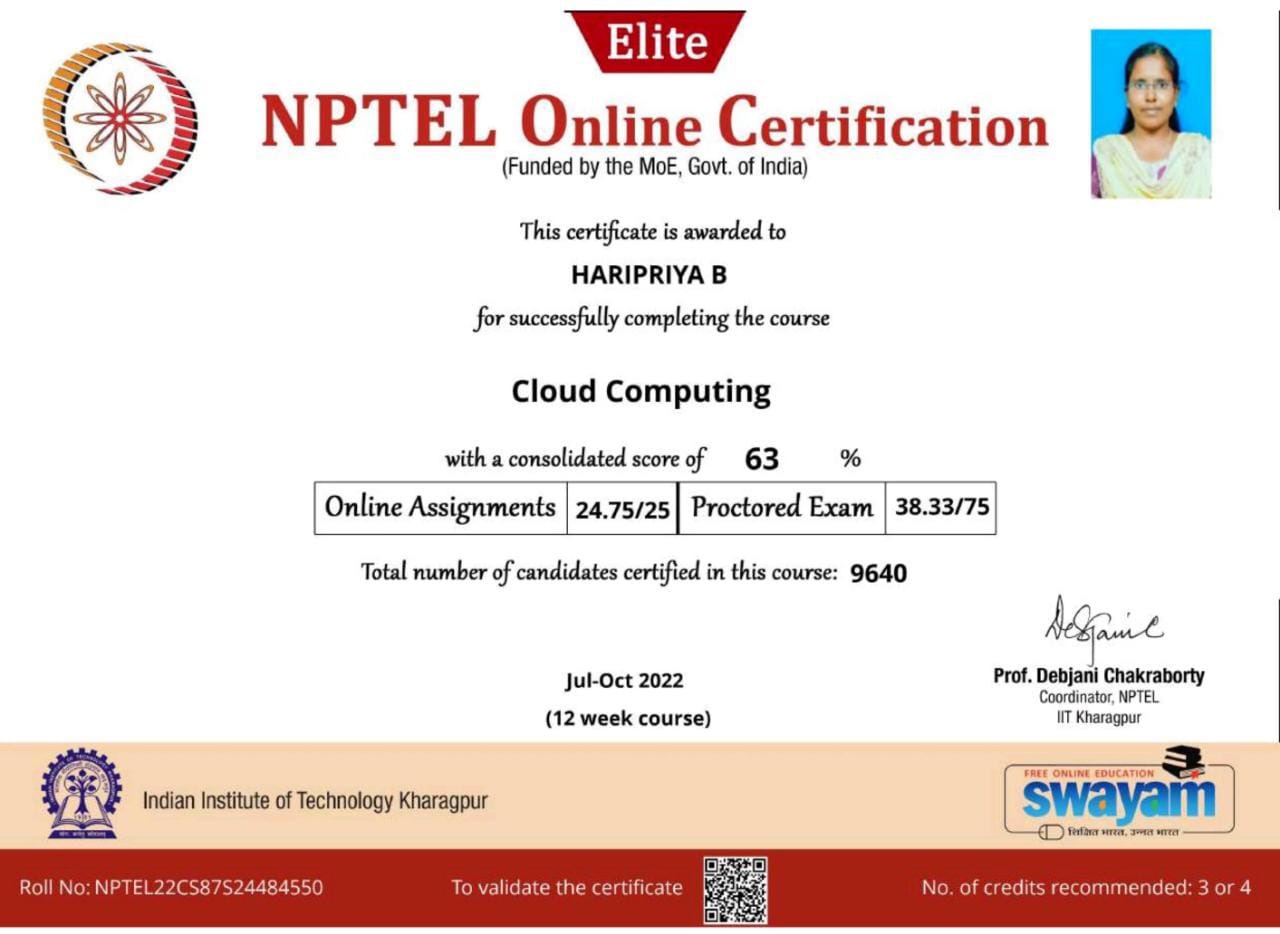 Elite
NPTEL Online Certification
(Funded by the MoE, Govt. of India)
This certificate is awarded to
HARIPRIYA B
for successfully completing the course
Cloud Computing
with a consolidated score of 63 %
Online Assignments 24.75/25 Proctored Exam 38.33/75
Total number of candidates certified in this course: 9640
Jul-Oct 2022
(12 week course)
Prof. Debjani Chakraborty
Coordinator, NPTEL
IIT Kharagpur
Indian Institute of Technology Kharagpur
FREE ONLINE EDUCATION
swayam
शिक्षित भारत, उन्नत भारत
Roll No: NPTEL22CS87S24484550 To validate the certificate No. of credits recommended: 3 or 4